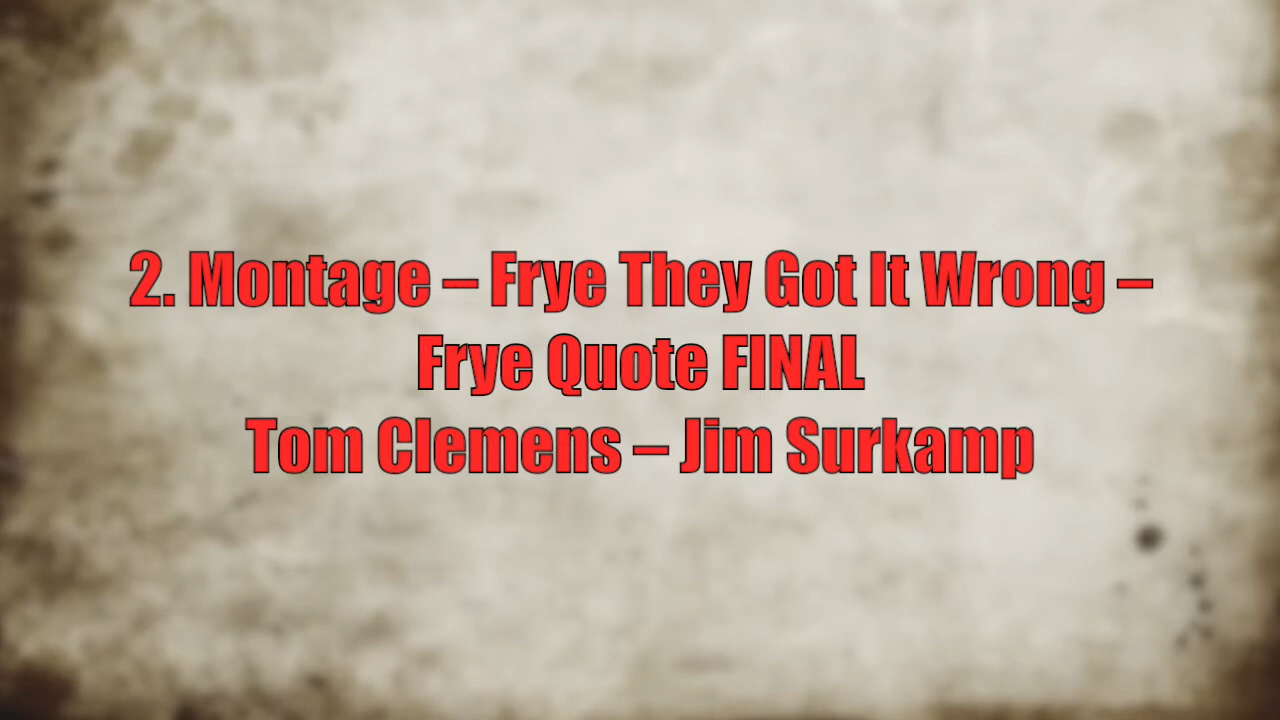 2. Montage – Frye They Got It Wrong –
Frye Quote FINAL
Tom Clemens – Jim Surkamp